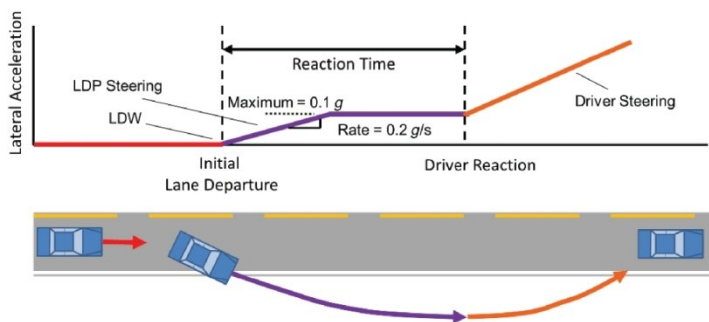 Lateral Acceleration
Reaction Time
LDP Steering
Maximum = 0.1 g
LDW
Rate = 0.2 g/s
Driver Steering
Initial
Lane Departure
Driver Reaction